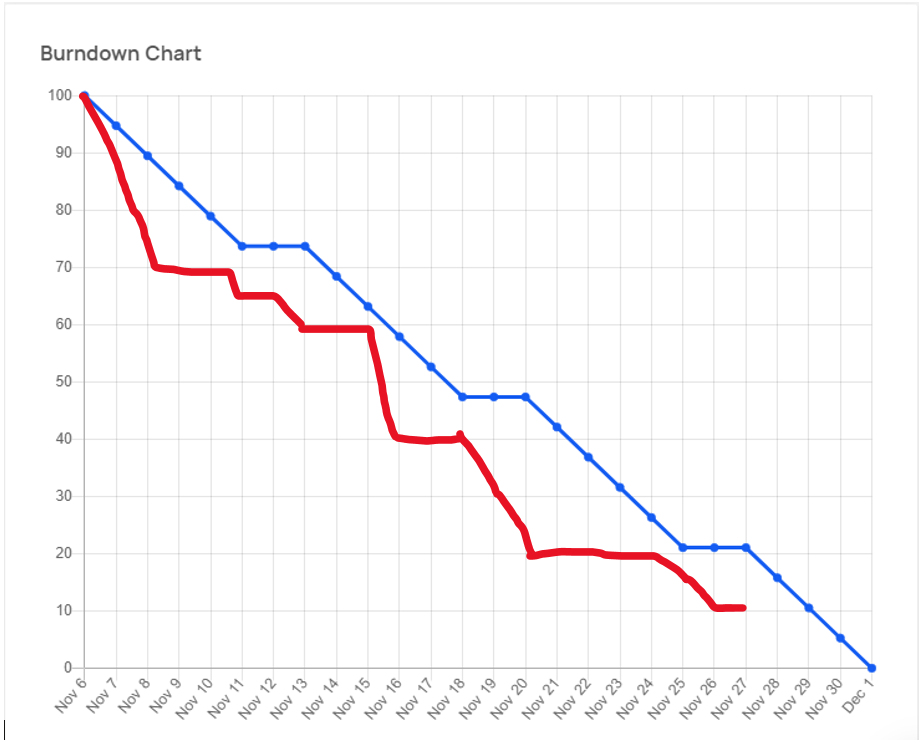 Burndown Chart
100
90
80
70
60
50
40
30
20
10
0
Nov 6
Nov 7
Nov 8
Nov 9
Nov 10
Nov 11
Nov 12
Nov 13
Nov 14
Nov 15
Nov 16
Nov 17
Nov 18
Nov 19
Nov 20
Nov 21
Nov 22
Nov 23
Nov 24
Nov 25
Nov 26
Nov 27
Nov 28
Nov 29
Nov 30
Dec 1